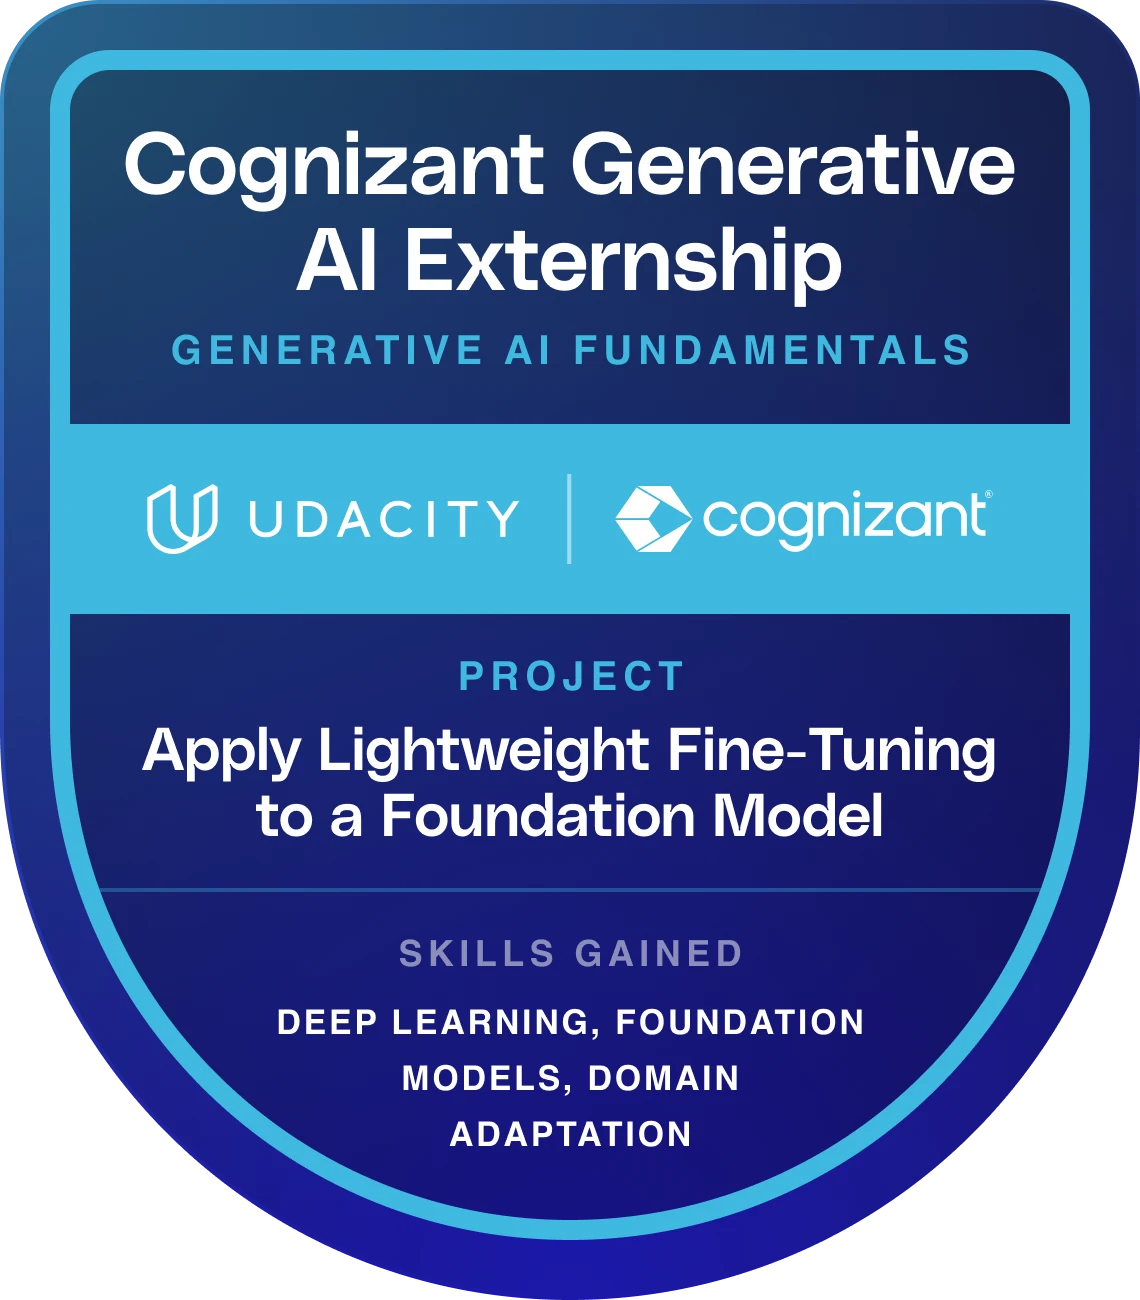 Cognizant Generative
AI Externship
GENERATIVE AI FUNDAMENTALS
UDACITY
cognizant®
PROJECT
Apply Lightweight Fine-Tuning
to a Foundation Model
SKILLS GAINED
DEEP LEARNING, FOUNDATION
MODELS, DOMAIN
ADAPTATION